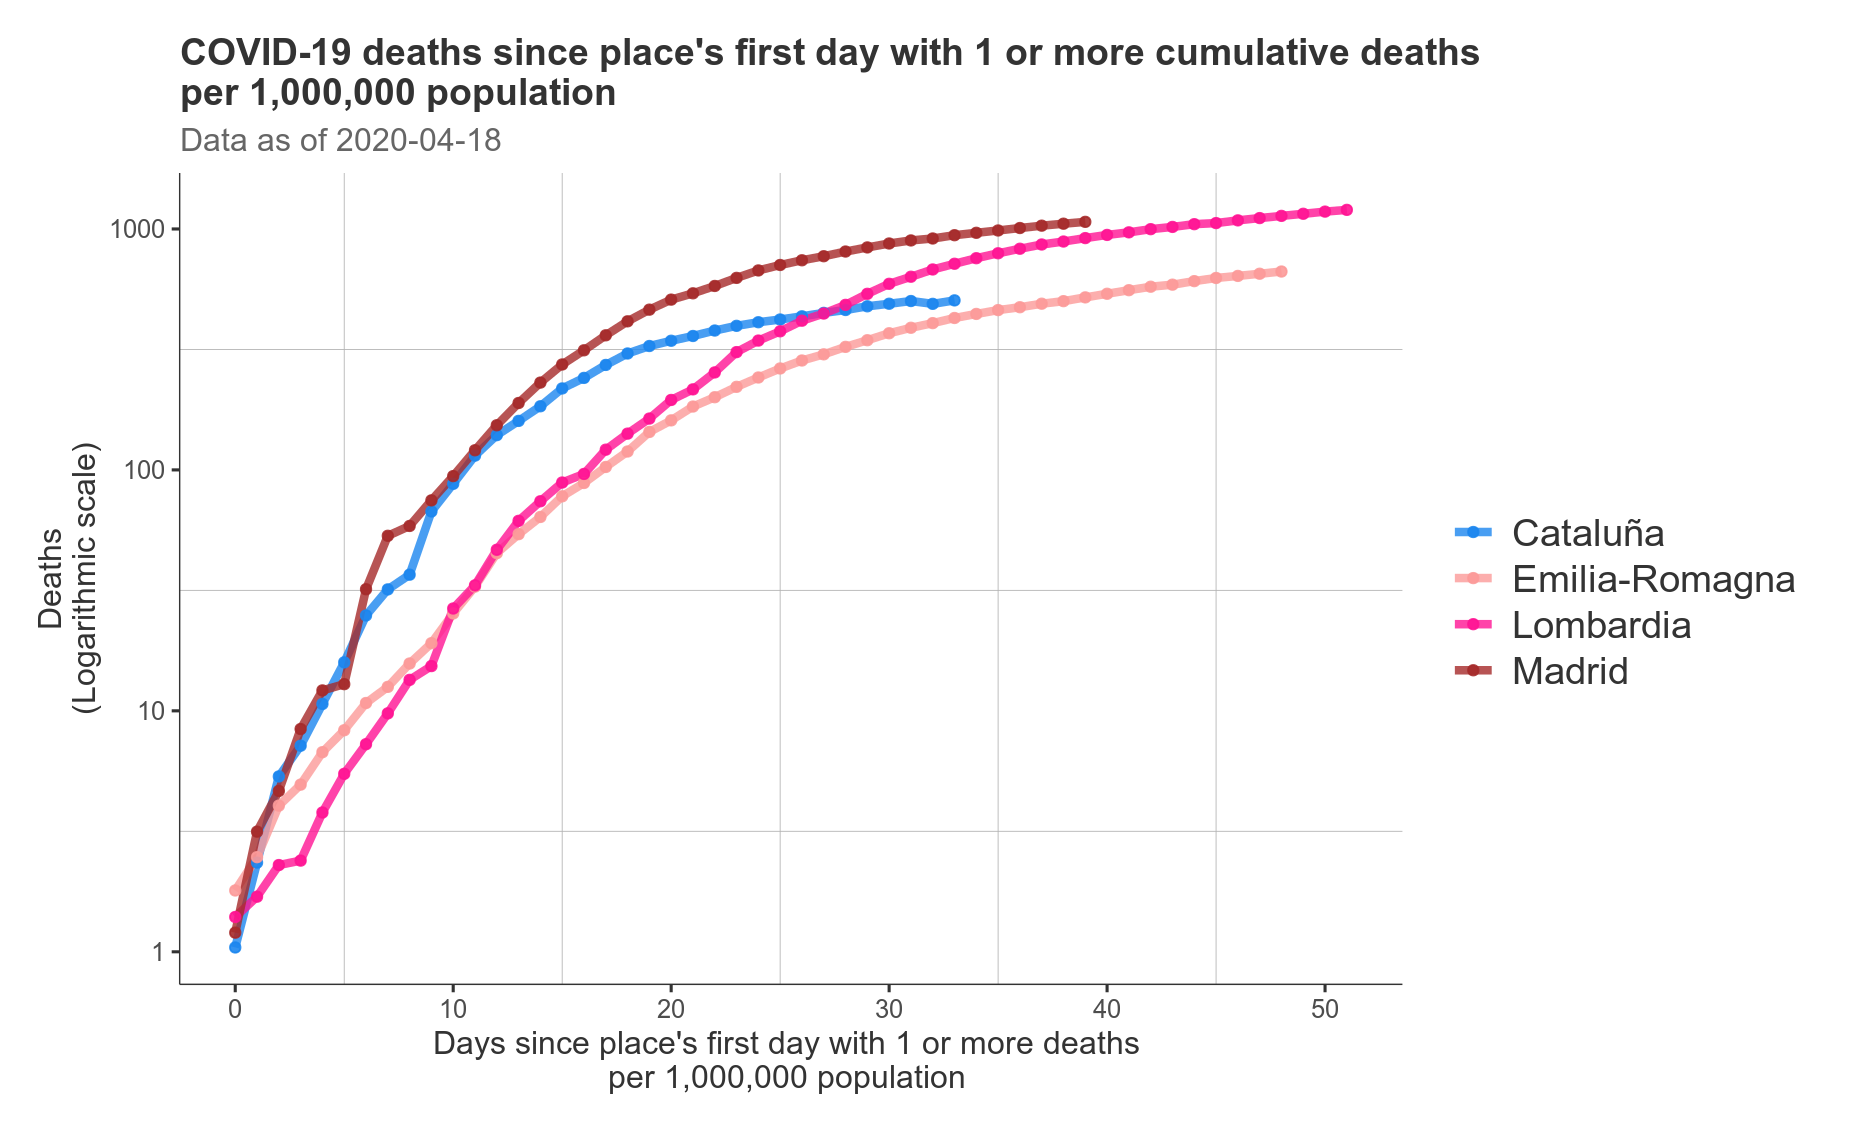 COVID-19 deaths since place's first day with 1 or more cumulative deaths
per 1,000,000 population
Data as of 2020-04-18
Deaths
(Logarithmic scale)
1000
100
10
1
0
10
20
30
40
50
Days since place's first day with 1 or more deaths
per 1,000,000 population
Cataluña
Emilia-Romagna
Lombardia
Madrid